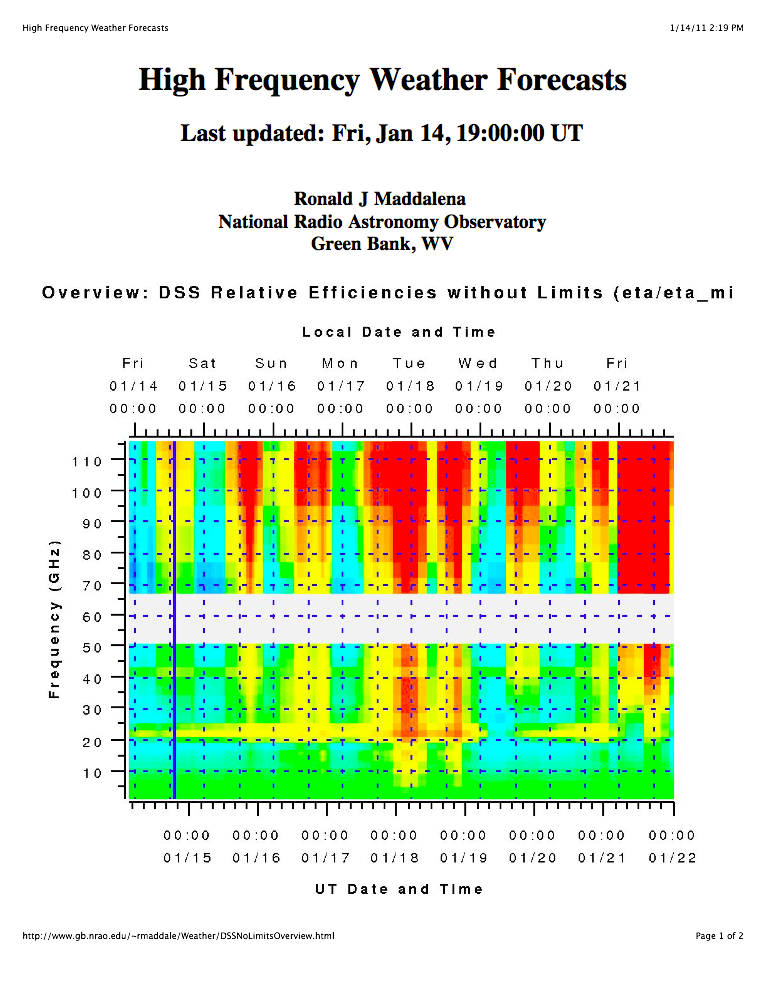 High Frequency Weather Forecasts 1/14/11 2:19 PM
High Frequency Weather Forecasts
Last updated: Fri, Jan 14, 19:00:00 UT
Ronald J Maddalena
National Radio Astronomy Observatory
Green Bank, WV
Overview: DSS Relative Efficiencies without Limits (eta/eta_mi
Local Date and Time
Fri Sat Sun Mon Tue Wed Thu Fri
01/14 01/15 01/16 01/17 01/18 01/19 01/20 01/21
00:00 00:00 00:00 00:00 00:00 00:00 00:00 00:00
Frequency (GHz)
110
100
90
80
70
60
50
40
30
20
10
00:00 00:00 00:00 00:00 00:00 00:00 00:00 00:00
01/15 01/16 01/17 01/18 01/19 01/20 01/21 01/22
UT Date and Time
http://www.gb.nrao.edu/~rmaddale/Weather/DSSNoLimitsOverview.html Page 1 of 2